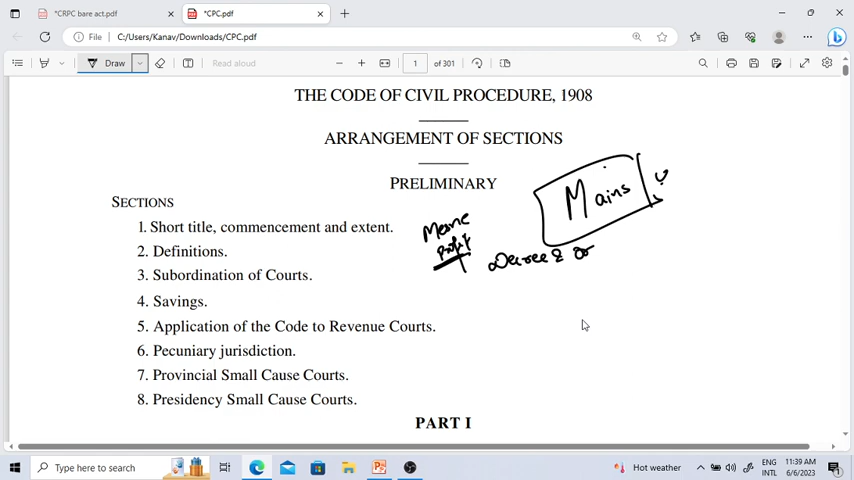 *CRPC bare act.pdf
*CPC.pdf
File
C:/Users/Kanav/Downloads/CPC.pdf
Draw
Read aloud
1 of 301
THE CODE OF CIVIL PROCEDURE, 1908
ARRANGEMENT OF SECTIONS
PRELIMINARY
SECTIONS
1. Short title, commencement and extent.
2. Definitions.
3. Subordination of Courts.
4. Savings.
5. Application of the Code to Revenue Courts.
6. Pecuniary jurisdiction.
7. Provincial Small Cause Courts.
8. Presidency Small Cause Courts.
PART I
Mains
Mesne
Profit
Decree & or
Type here to search
Hot weather
ENG
INTL
11:39 AM
6/6/2023
1